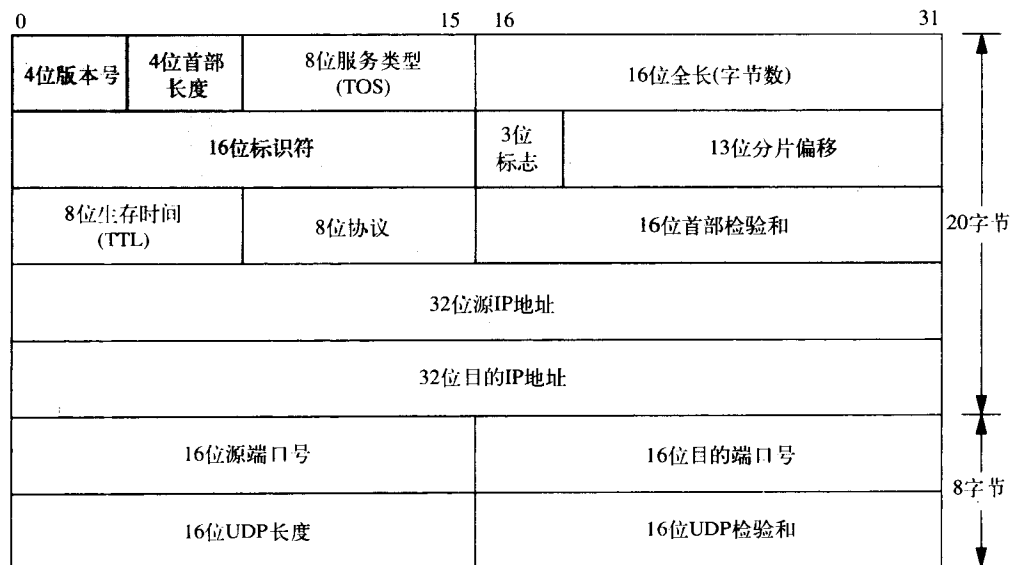 0 15 16 31
4位版本号
4位首部
长度
8位服务类型
(TOS)
16位全长(字节数)
16位标识符
3位
标志
13位分片偏移
8位生存时间
(TTL)
8位协议
16位首部检验和
20字节
32位源IP地址
32位目的IP地址
16位源端口号
16位目的端口号
8字节
16位UDP长度
16位UDP检验和